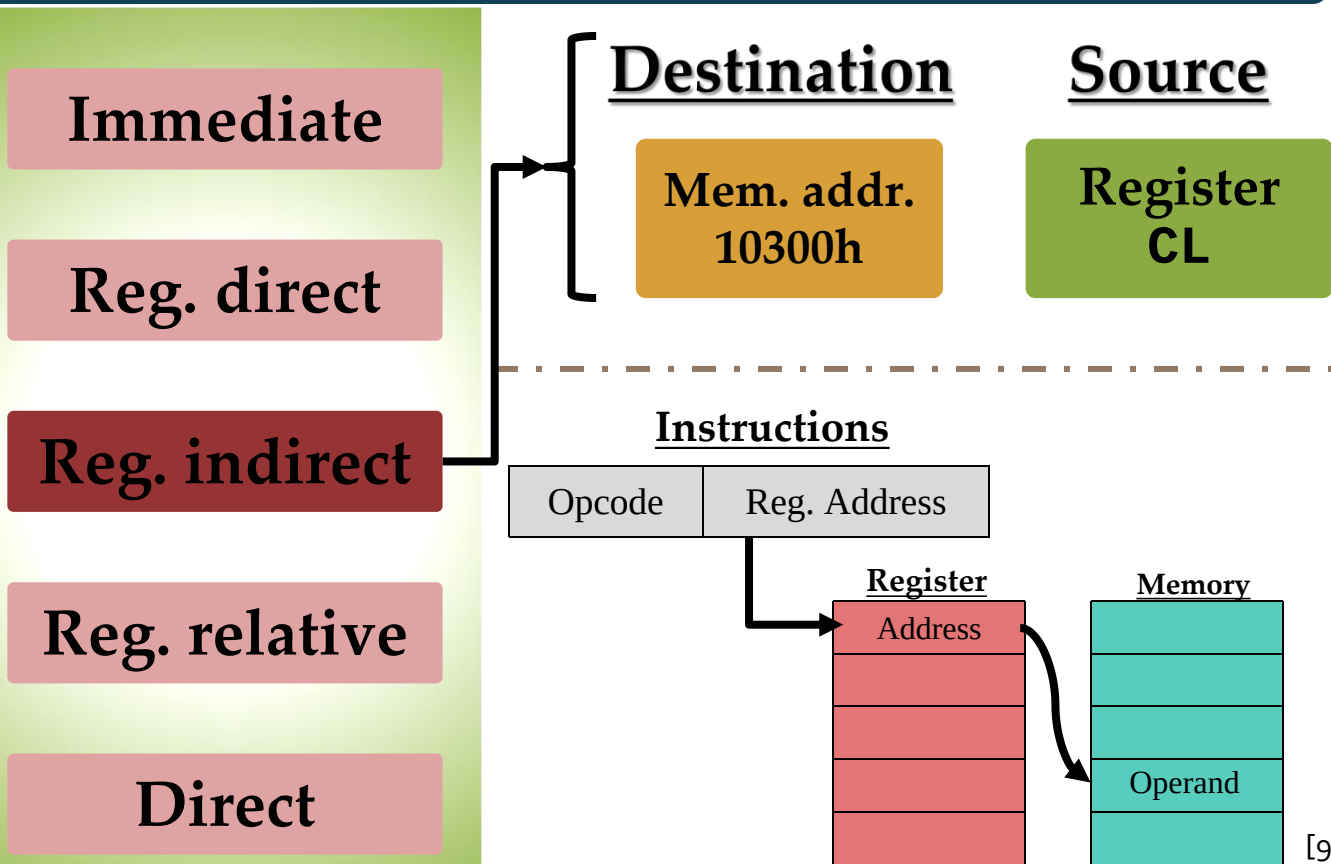 Immediate
Reg. direct
Reg. indirect
Reg. relative
Direct
Destination
Source
Mem. addr.
10300h
Register
CL
Instructions
Opcode
Reg. Address
Register
Memory
Address
Operand
[9